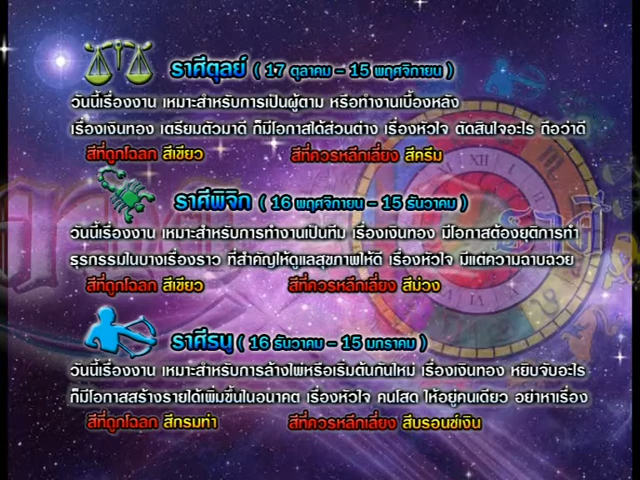 ราศีตุลย์ ( 17 ตุลาคม - 15 พฤศจิกายน )
วันนี้เรื่องงาน เหมาะสำหรับการเป็นผู้ตาม หรือทำงานเบื้องหลัง
เรื่องเงินทอง เตรียมตัวมาดี ก็มีโอกาสได้ส่วนต่าง เรื่องหัวใจ ตัดสินใจอะไร ถือว่าดี
สีที่ถูกโฉลก สีเขียว สีที่ควรหลีกเลี่ยง สีครีม
ราศีพิจิก ( 16 พฤศจิกายน - 15 ธันวาคม )
วันนี้เรื่องงาน เหมาะสำหรับการทำงานเป็นทีม เรื่องเงินทอง มีโอกาสต้องยุติการทำ
ธุรกรรมในบางเรื่องราว ที่สำคัญให้ดูแลสุขภาพให้ดี เรื่องหัวใจ มีแต่ความฉาบฉวย
สีที่ถูกโฉลก สีเขียว สีที่ควรหลีกเลี่ยง สีม่วง
ราศีธนู ( 16 ธันวาคม - 15 มกราคม )
วันนี้เรื่องงาน เหมาะสำหรับการล้างไพ่หรือเริ่มต้นกันใหม่ เรื่องเงินทอง หยิบจับอะไร
ก็มีโอกาสสร้างรายได้เพิ่มขึ้นในอนาคต เรื่องหัวใจ คนโสด ให้อยู่คนเดียว อย่าหาเรื่อง
สีที่ถูกโฉลก สีกรมท่า สีที่ควรหลีกเลี่ยง สีบรอนซ์เงิน